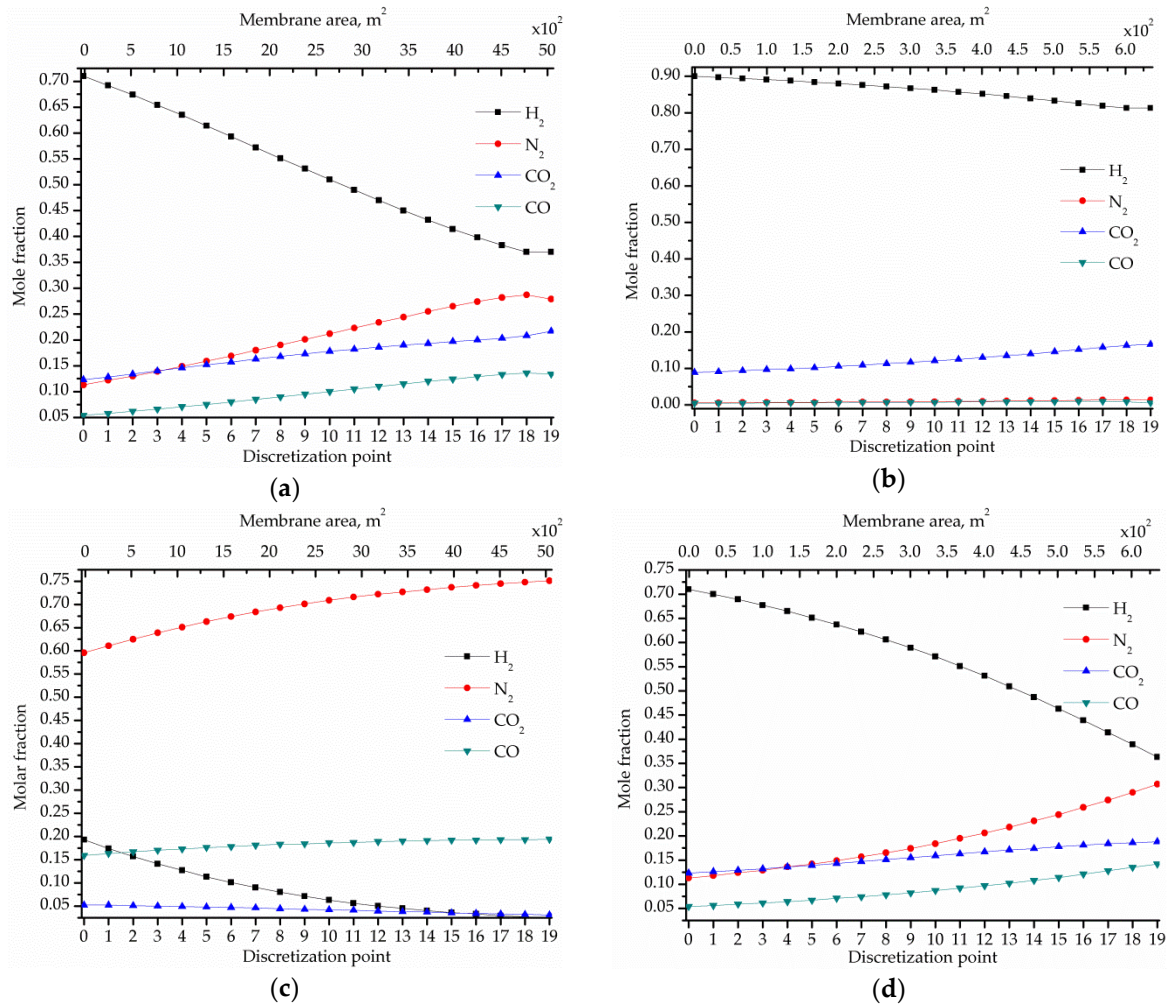 Membrane area, m²
x10²
0 5 10 15 20 25 30 35 40 45 50
0.70
0.65
0.60
0.55
0.50
0.45
0.40
0.35
0.30
0.25
0.20
0.15
0.10
0.05
Mole fraction
H₂
N₂
CO₂
CO
0 1 2 3 4 5 6 7 8 9 10 11 12 13 14 15 16 17 18 19
Discretization point
(a)
Membrane area, m²
x10²
0.0 0.5 1.0 1.5 2.0 2.5 3.0 3.5 4.0 4.5 5.0 5.5 6.0
0.90
0.80
0.70
0.60
0.50
0.40
0.30
0.20
0.10
0.00
Mole fraction
H₂
N₂
CO₂
CO
0 1 2 3 4 5 6 7 8 9 10 11 12 13 14 15 16 17 18 19
Discretization point
(b)
Membrane area, m²
x10²
0 5 10 15 20 25 30 35 40 45 50
0.75
0.70
0.65
0.60
0.55
0.50
0.45
0.40
0.35
0.30
0.25
0.20
0.15
0.10
0.05
Molar fraction
H₂
N₂
CO₂
CO
0 1 2 3 4 5 6 7 8 9 10 11 12 13 14 15 16 17 18 19
Discretization point
(c)
Membrane area, m²
x10²
0.0 0.5 1.0 1.5 2.0 2.5 3.0 3.5 4.0 4.5 5.0 5.5 6.0
0.75
0.70
0.65
0.60
0.55
0.50
0.45
0.40
0.35
0.30
0.25
0.20
0.15
0.10
0.05
Mole fraction
H₂
N₂
CO₂
CO
0 1 2 3 4 5 6 7 8 9 10 11 12 13 14 15 16 17 18 19
Discretization point
(d)